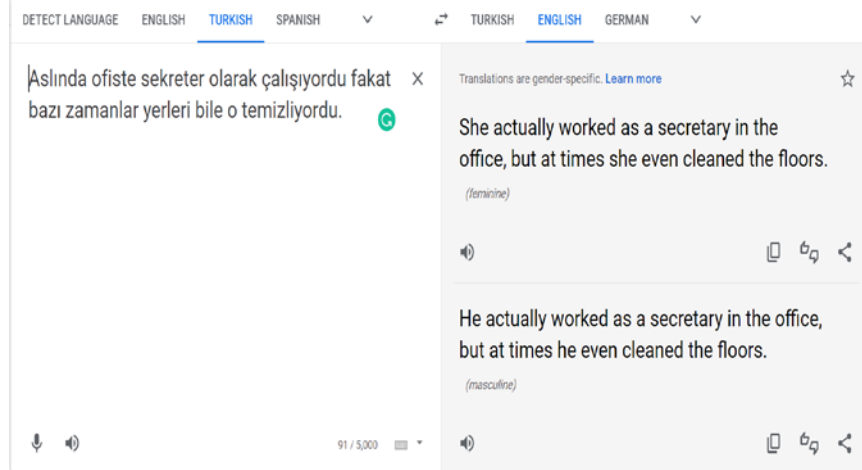 DETECT LANGUAGE ENGLISH TURKISH SPANISH TURKISH ENGLISH GERMAN
Aslında ofiste sekreter olarak çalışıyordu fakat
bazı zamanlar yerleri bile o temizliyordu.
91 / 5,000
Translations are gender-specific. Learn more
She actually worked as a secretary in the
office, but at times she even cleaned the floors.
(feminine)
He actually worked as a secretary in the office,
but at times he even cleaned the floors.
(masculine)